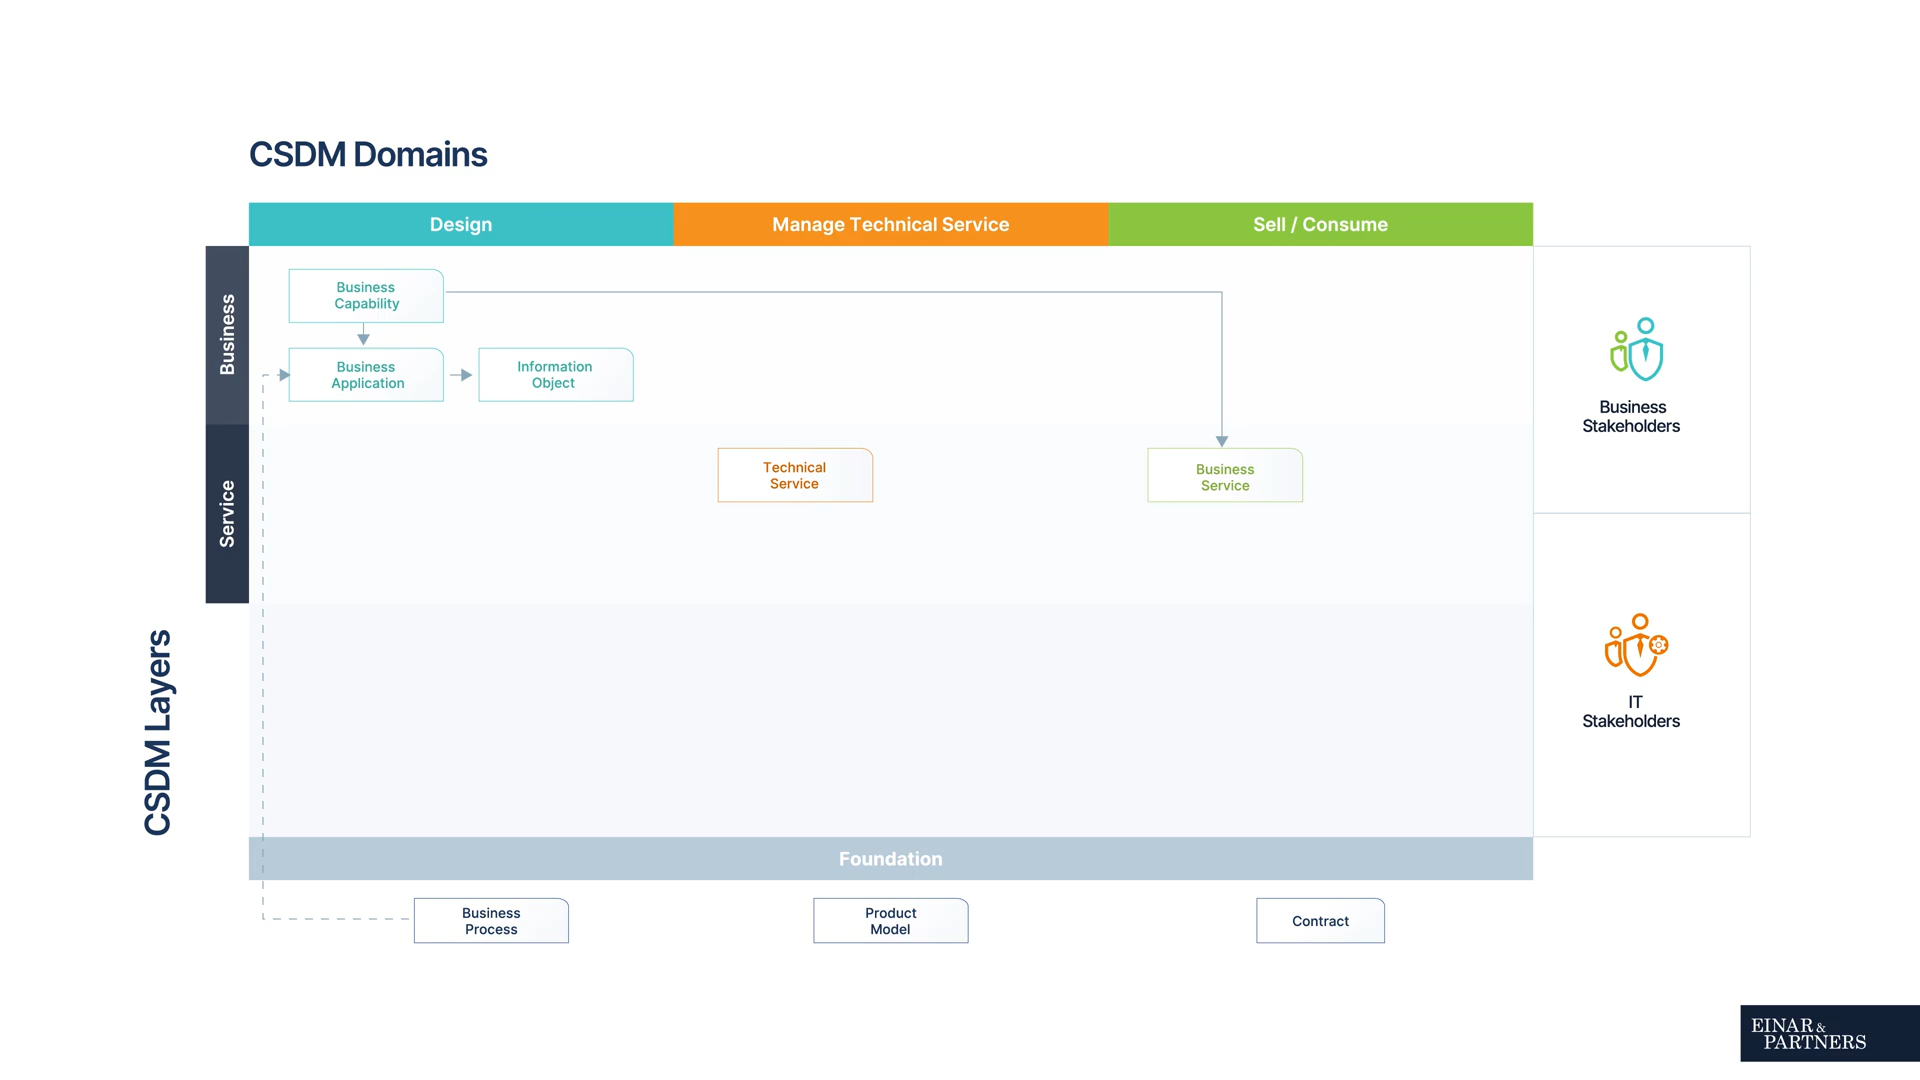 CSDM Domains
Design
Manage Technical Service
Sell / Consume
Business
Business
Capability
Business
Application
Information
Object
Business
Stakeholders
Service
Technical
Service
Business
Service
CSDM Layers
IT
Stakeholders
Foundation
Business
Process
Product
Model
Contract
EINAR &
PARTNERS